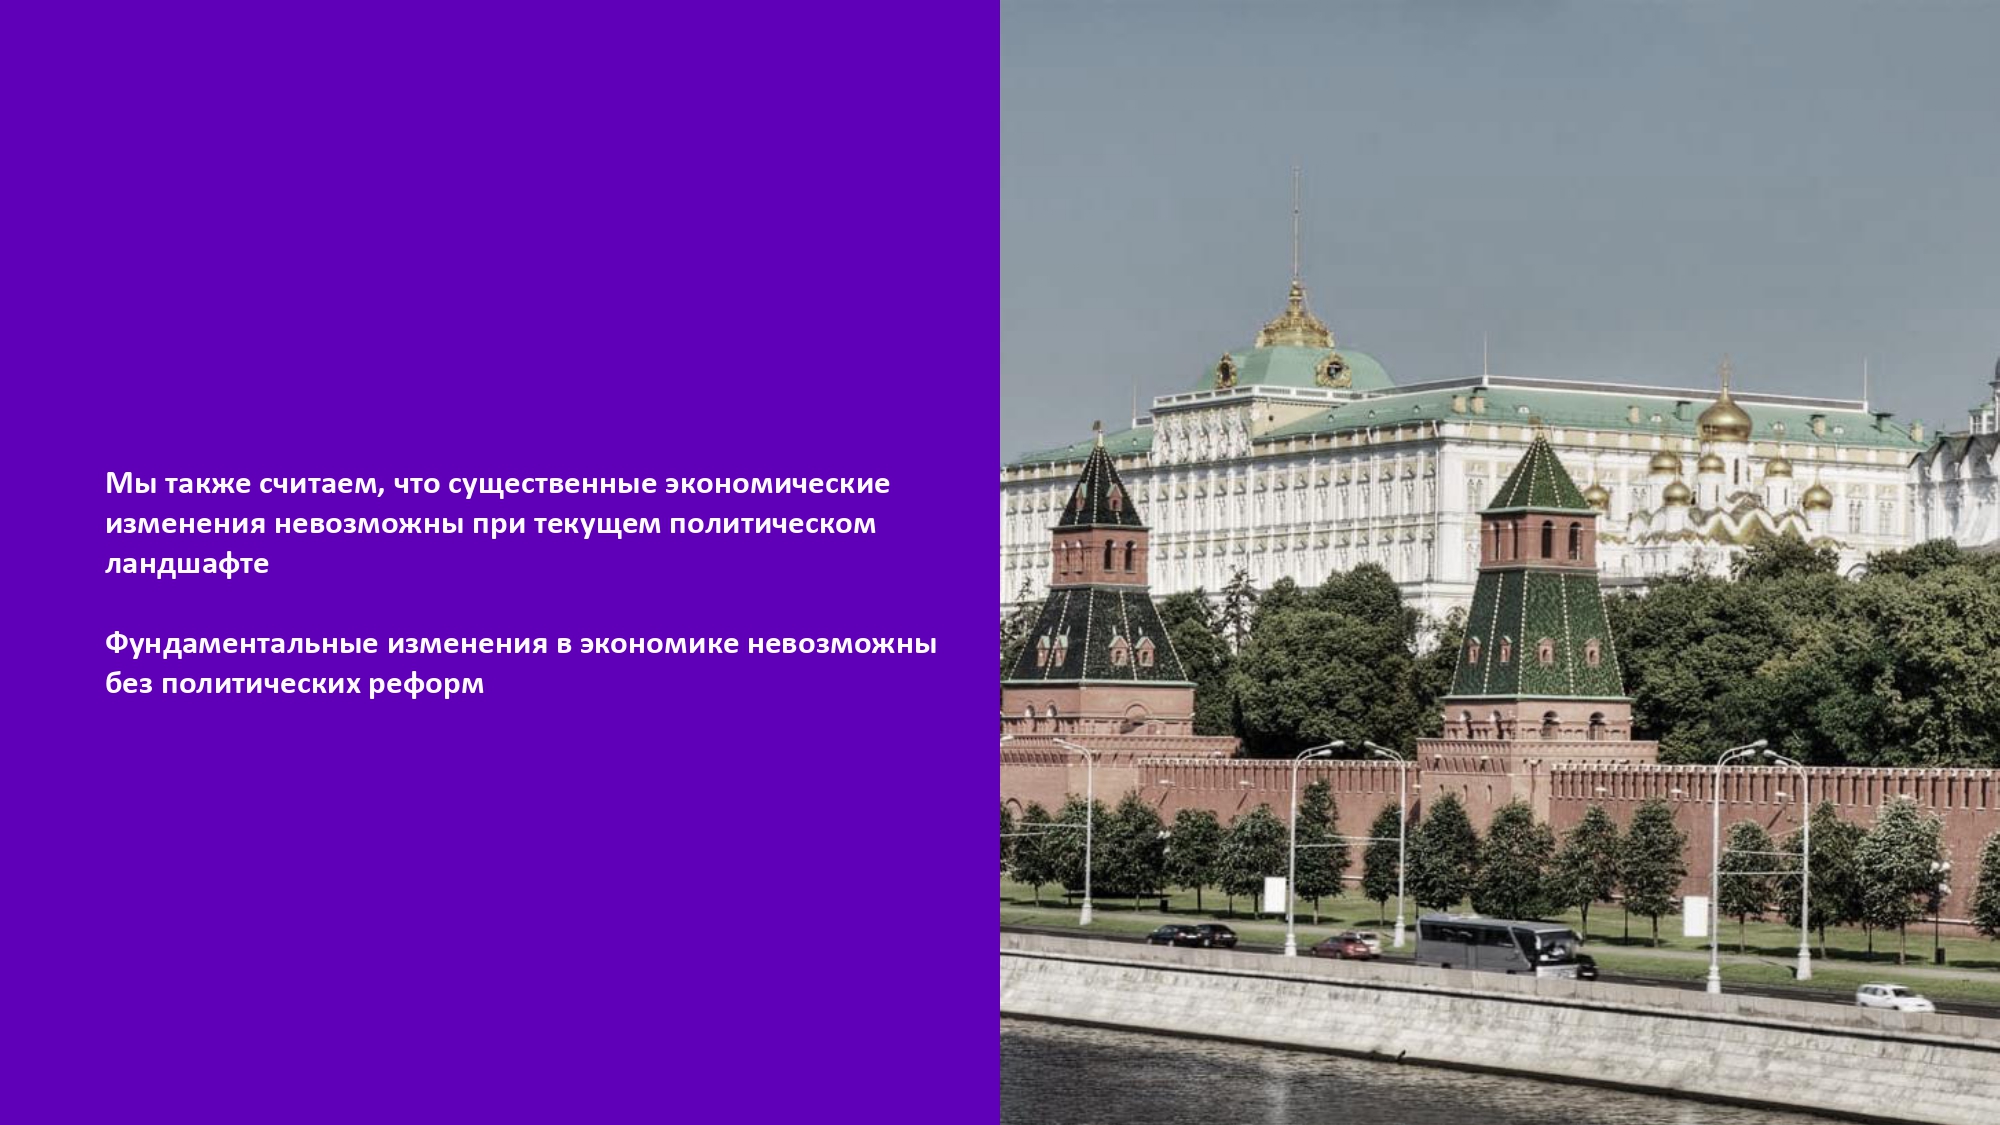 Мы также считаем, что существенные экономические
изменения невозможны при текущем политическом
ландшафте
Фундаментальные изменения в экономике невозможны
без политических реформ